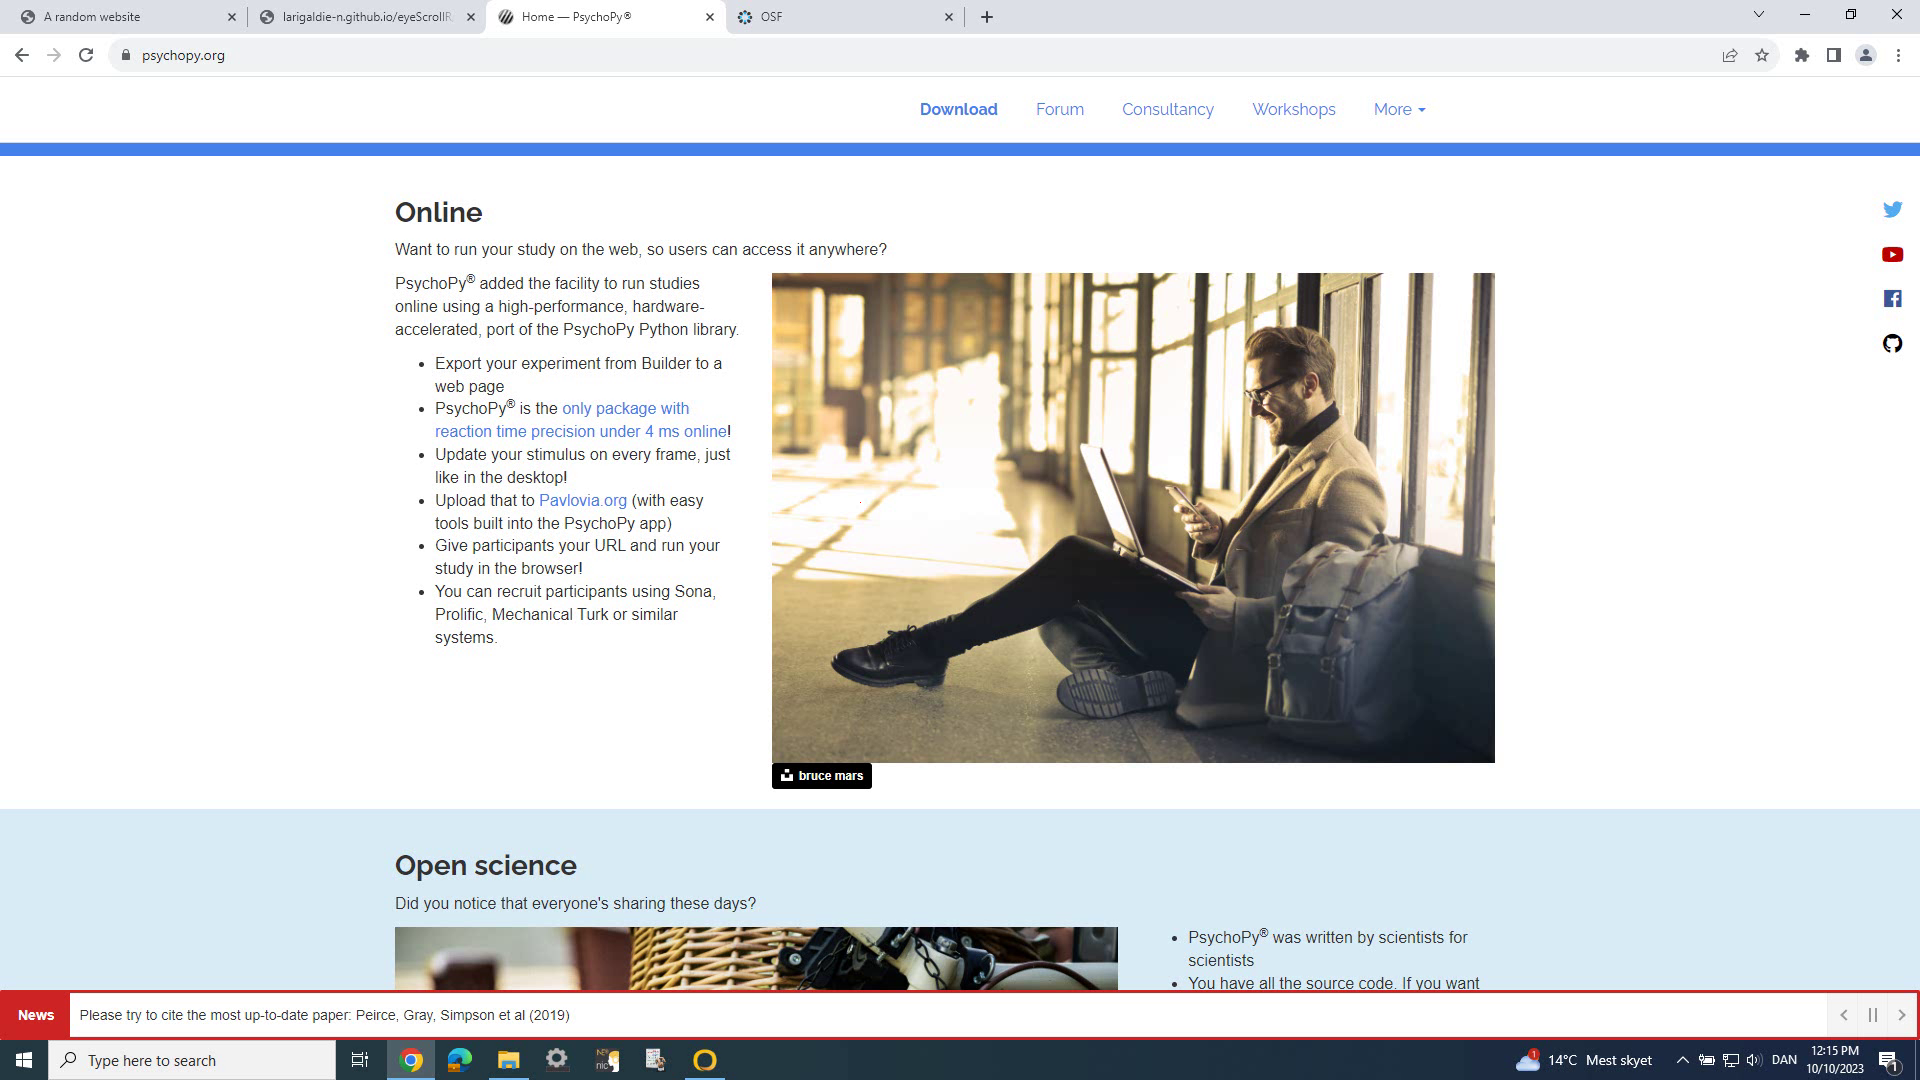 A random website
larigaldie-n.github.io/eyeScrollR
Home — PsychoPy®
OSF
psychopy.org
Download
Forum
Consultancy
Workshops
More
Online
Want to run your study on the web, so users can access it anywhere?
PsychoPy® added the facility to run studies
online using a high-performance, hardware-
accelerated, port of the PsychoPy Python library.
• Export your experiment from Builder to a
web page
• PsychoPy® is the only package with
reaction time precision under 4 ms online!
• Update your stimulus on every frame, just
like in the desktop!
• Upload that to Pavlovia.org (with easy
tools built into the PsychoPy app)
• Give participants your URL and run your
study in the browser!
• You can recruit participants using Sona,
Prolific, Mechanical Turk or similar
systems.
bruce mars
Open science
Did you notice that everyone's sharing these days?
• PsychoPy® was written by scientists for
scientists
• You have all the source code. If you want
News
Please try to cite the most up-to-date paper: Peirce, Gray, Simpson et al (2019)
Type here to search
1
14°C Mest skyet
DAN
12:15 PM
10/10/2023
1